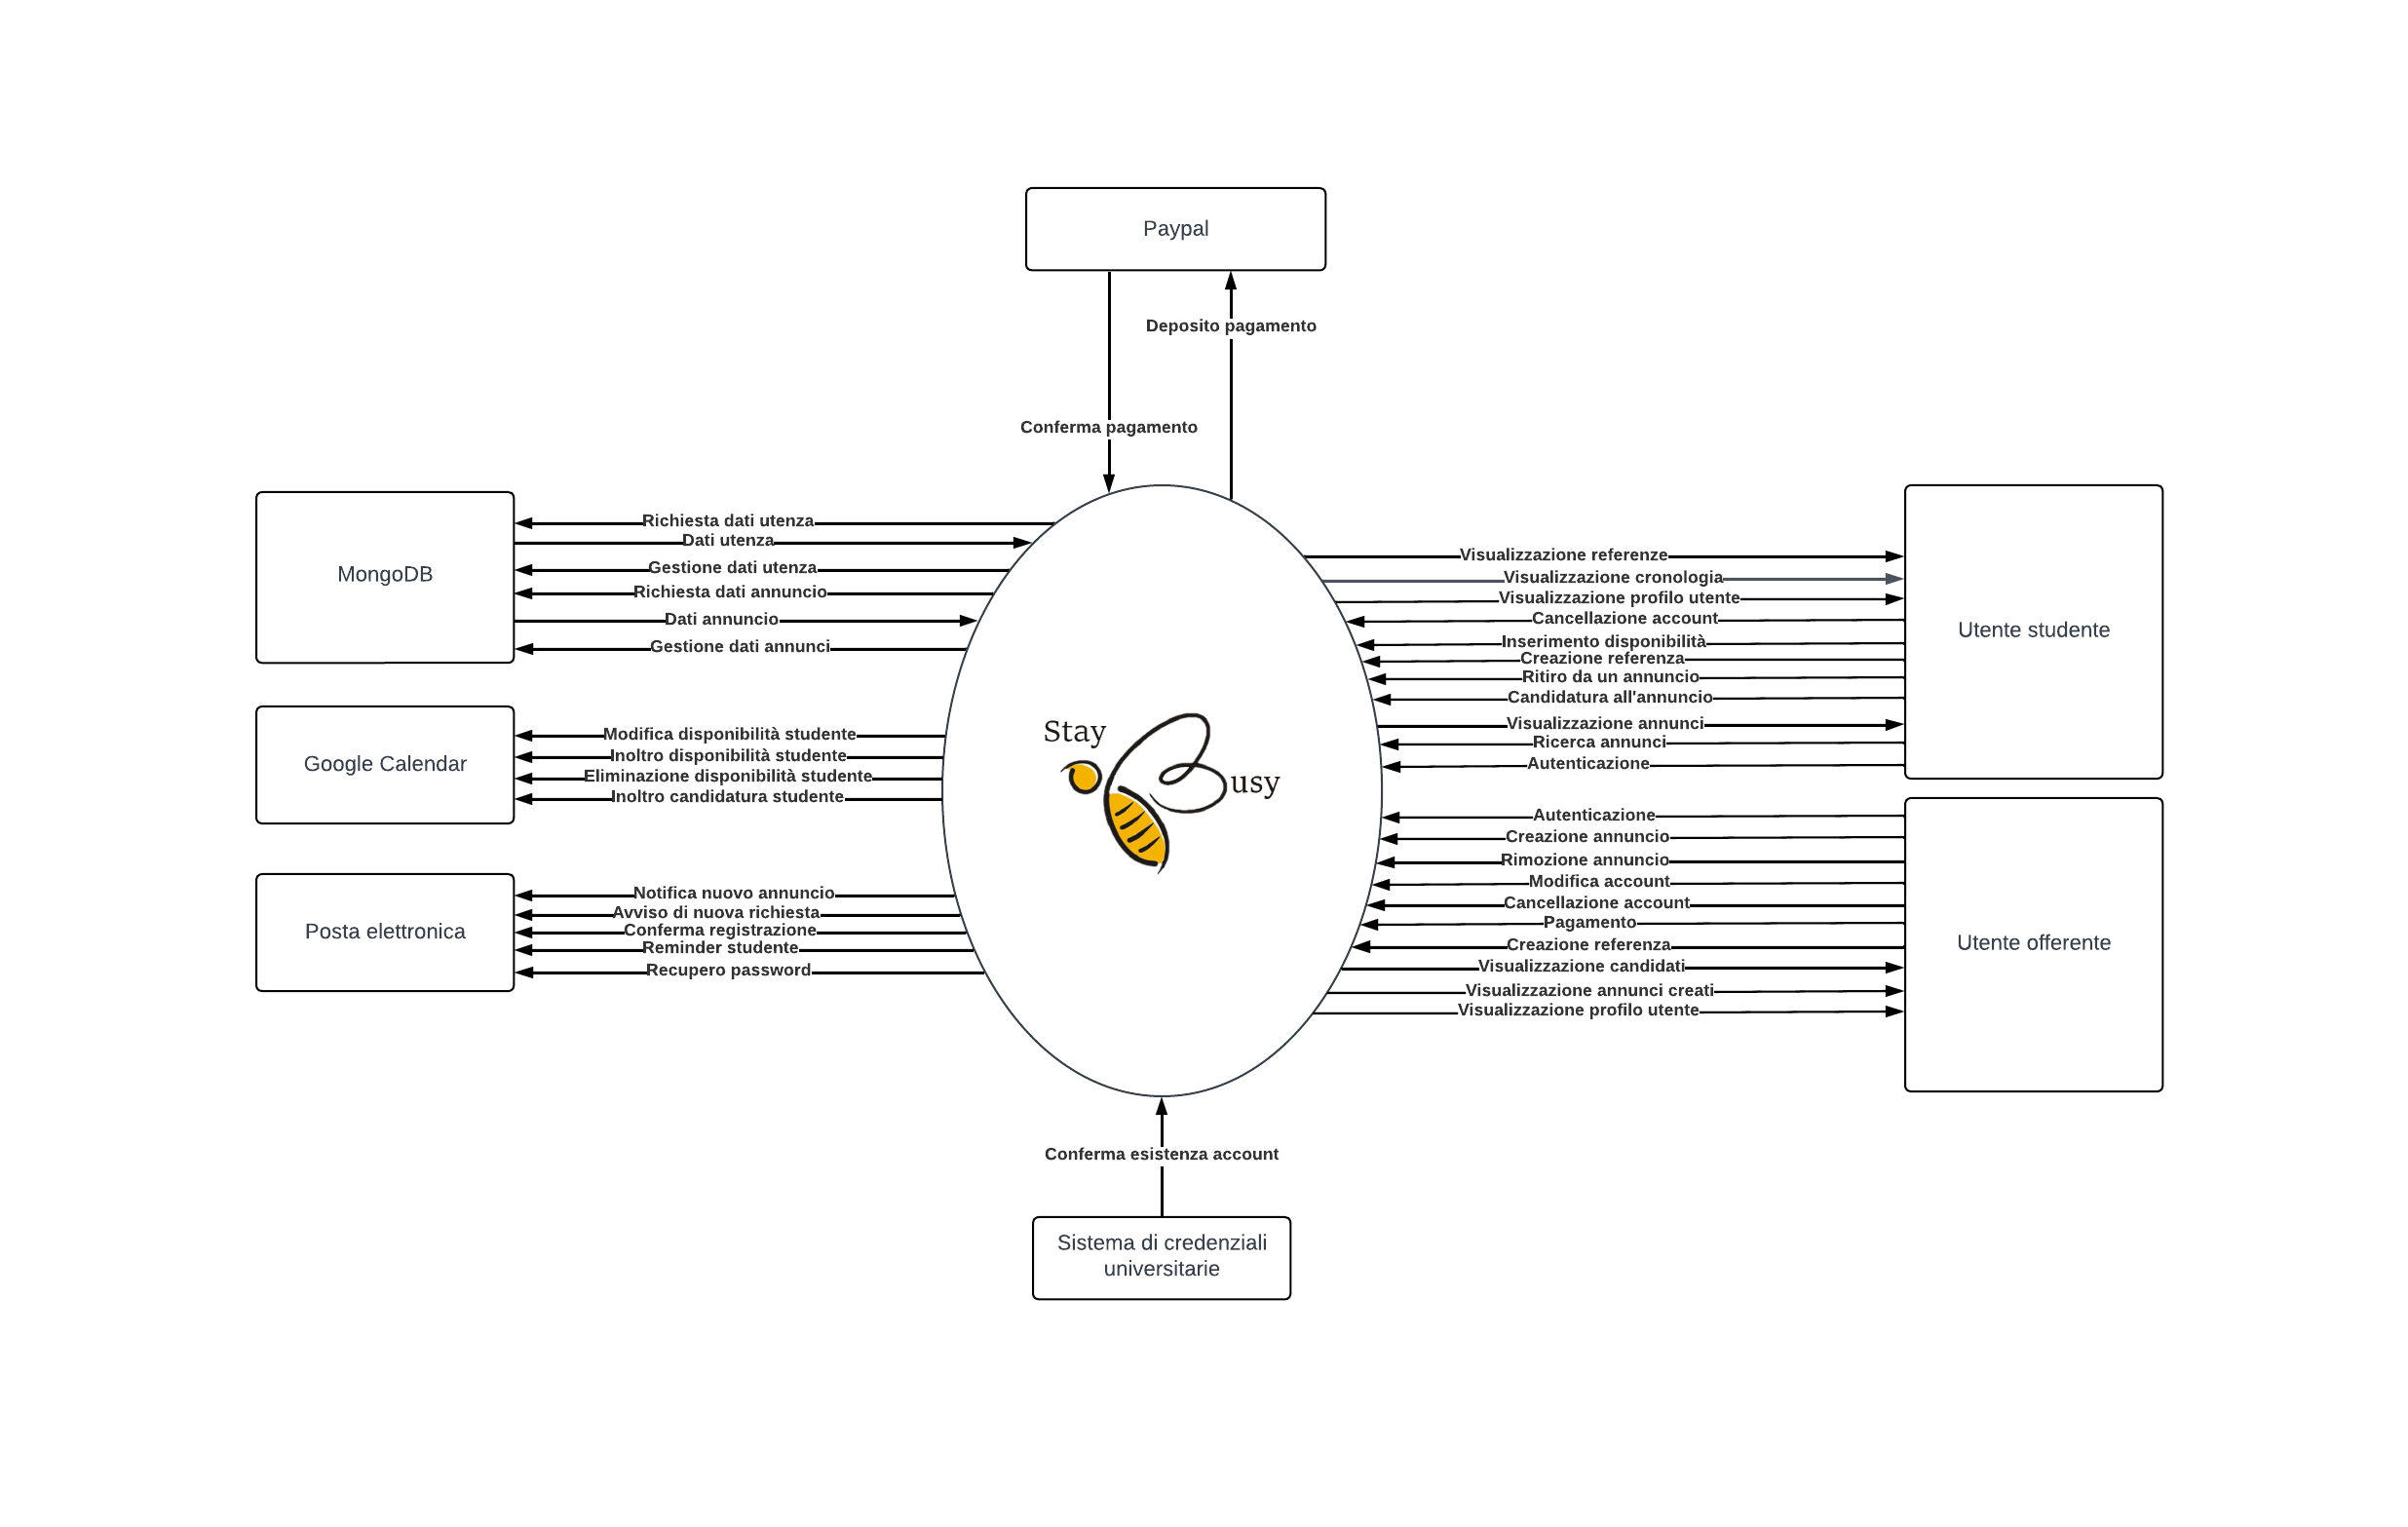 Paypal
Deposito pagamento
Conferma pagamento
MongoDB
Richiesta dati utenza
Dati utenza
Gestione dati utenza
Richiesta dati annuncio
Dati annuncio
Gestione dati annunci
Google Calendar
Modifica disponibilità studente
Inoltro disponibilità studente
Eliminazione disponibilità studente
Inoltro candidatura studente
Posta elettronica
Notifica nuovo annuncio
Avviso di nuova richiesta
Conferma registrazione
Reminder studente
Recupero password
Stay
usy
Visualizzazione referenze
Visualizzazione cronologia
Visualizzazione profilo utente
Cancellazione account
Inserimento disponibilità
Creazione referenza
Ritiro da un annuncio
Candidatura all'annuncio
Visualizzazione annunci
Ricerca annunci
Autenticazione
Utente studente
Autenticazione
Creazione annuncio
Rimozione annuncio
Modifica account
Cancellazione account
Pagamento
Creazione referenza
Visualizzazione candidati
Visualizzazione annunci creati
Visualizzazione profilo utente
Utente offerente
Conferma esistenza account
Sistema di credenziali
universitarie